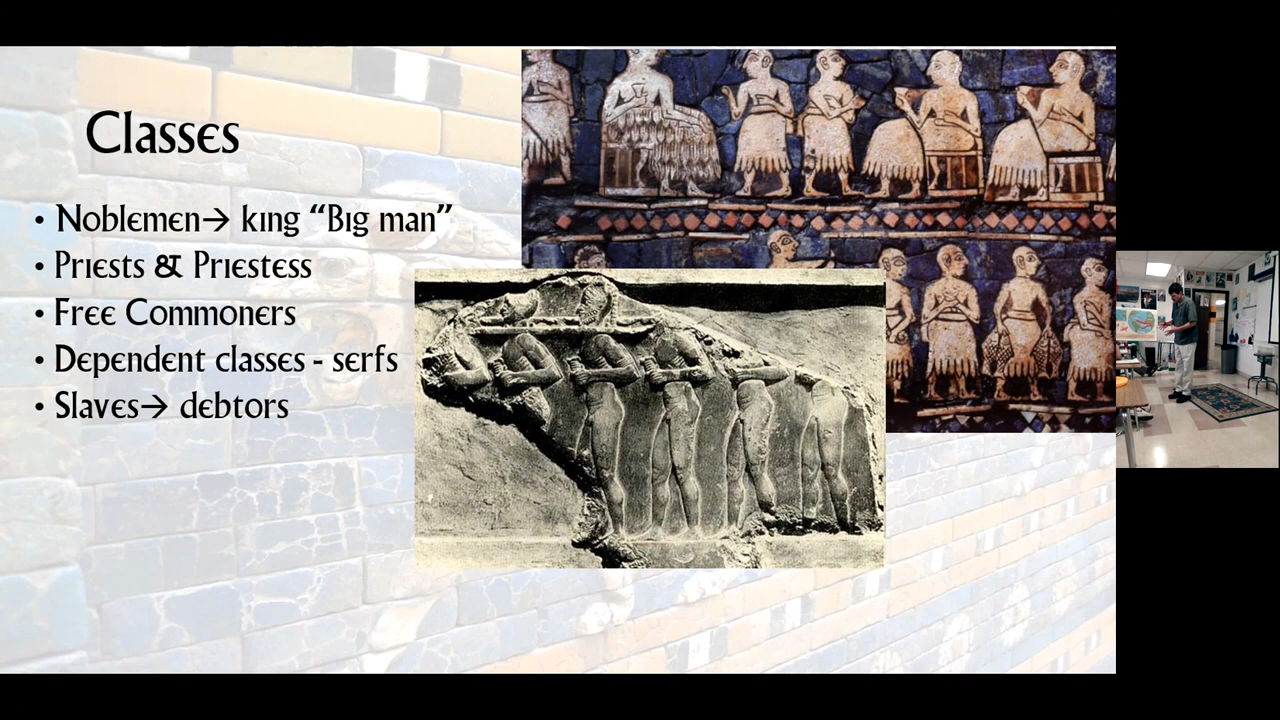 Classes
• Noblemen→ king “Big man”
• Priests & Priestess
• Free Commoners
• Dependent classes - serfs
• Slaves→ debtors